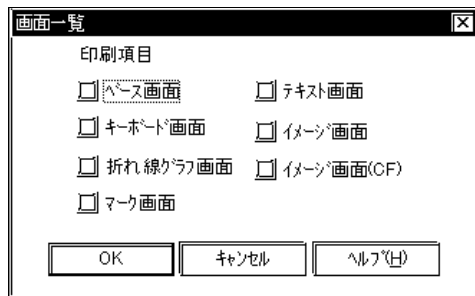 画面一覧
印刷項目
ﾍﾞｰｽ画面 ﾃｷｽﾄ画面
ｷｰﾎﾞｰﾄﾞ画面 ｲﾒｰｼﾞ画面
折れ線ｸﾞﾗﾌ画面 ｲﾒｰｼﾞ画面(CF)
ﾏｰｸ画面
OK ｷｬﾝｾﾙ ﾍﾙﾌﾟ(H)